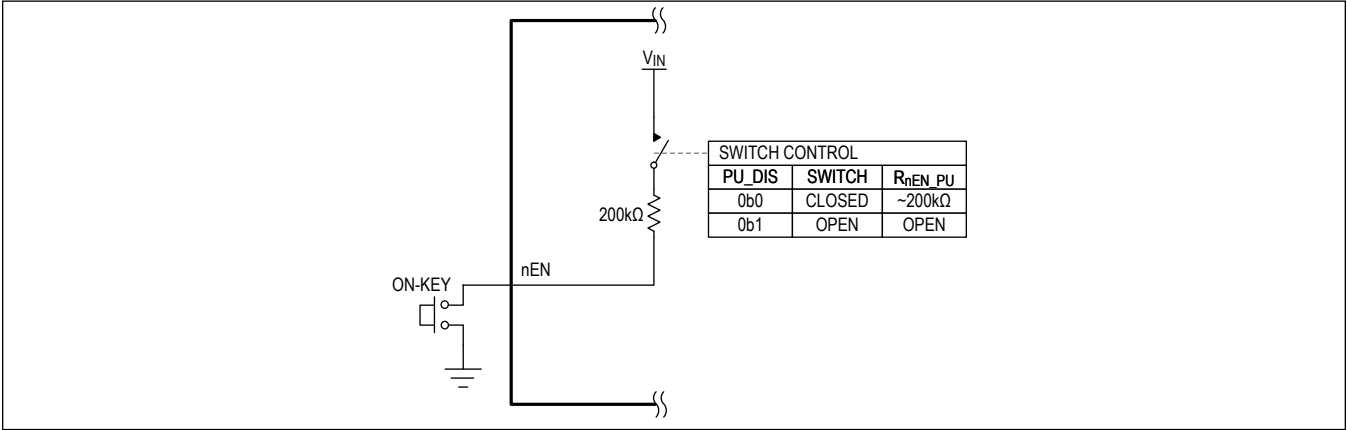 VIN
SWITCH CONTROL
PU_DIS SWITCH RnEN_PU
0b0 CLOSED ~200kΩ
0b1 OPEN OPEN
200kΩ
nEN
ON-KEY